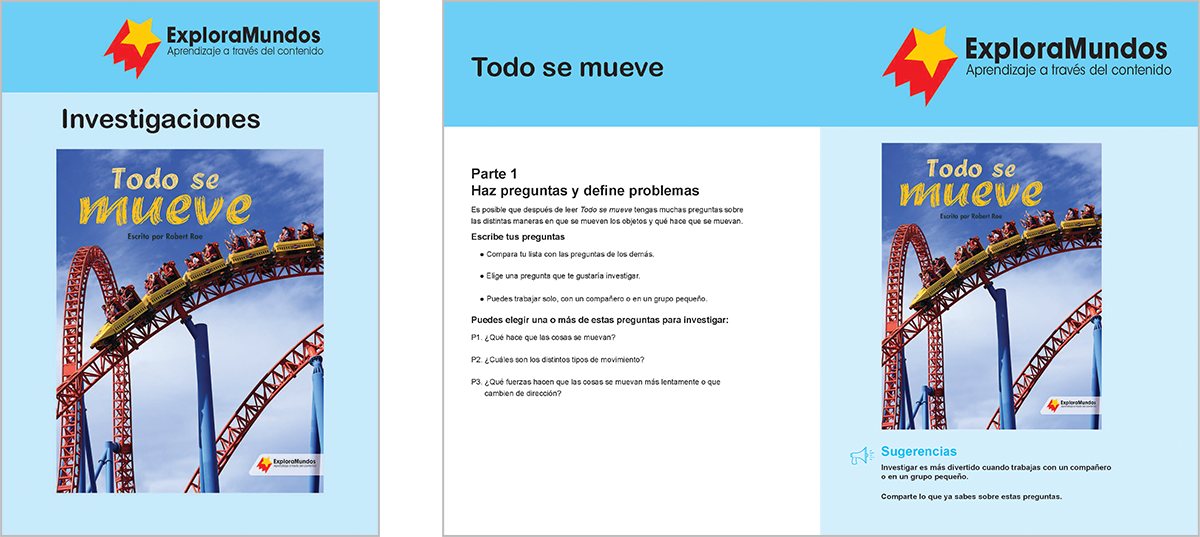 ExploraMundos
Aprendizaje a través del contenido
Investigaciones
Todo se
mueve
Escrito por Robert Roe
ExploraMundos
Aprendizaje a través del contenido
Todo se mueve
ExploraMundos
Aprendizaje a través del contenido
Parte 1
Haz preguntas y define problemas
Es posible que después de leer Todo se mueve tengas muchas preguntas sobre
las distintas maneras en que se mueven los objetos y qué hace que se muevan.
Escribe tus preguntas
● Compara tu lista con las preguntas de los demás.
● Elige una pregunta que te gustaría investigar.
● Puedes trabajar solo, con un compañero o en un grupo pequeño.
Puedes elegir una o más de estas preguntas para investigar:
P1. ¿Qué hace que las cosas se muevan?
P2. ¿Cuáles son los distintos tipos de movimiento?
P3. ¿Qué fuerzas hacen que las cosas se muevan más lentamente o que
cambien de dirección?
Todo se
mueve
Escrito por Robert Roe
ExploraMundos
Aprendizaje a través del contenido
Sugerencias
Investigar es más divertido cuando trabajas con un compañero
o en un grupo pequeño.
Comparte lo que ya sabes sobre estas preguntas.